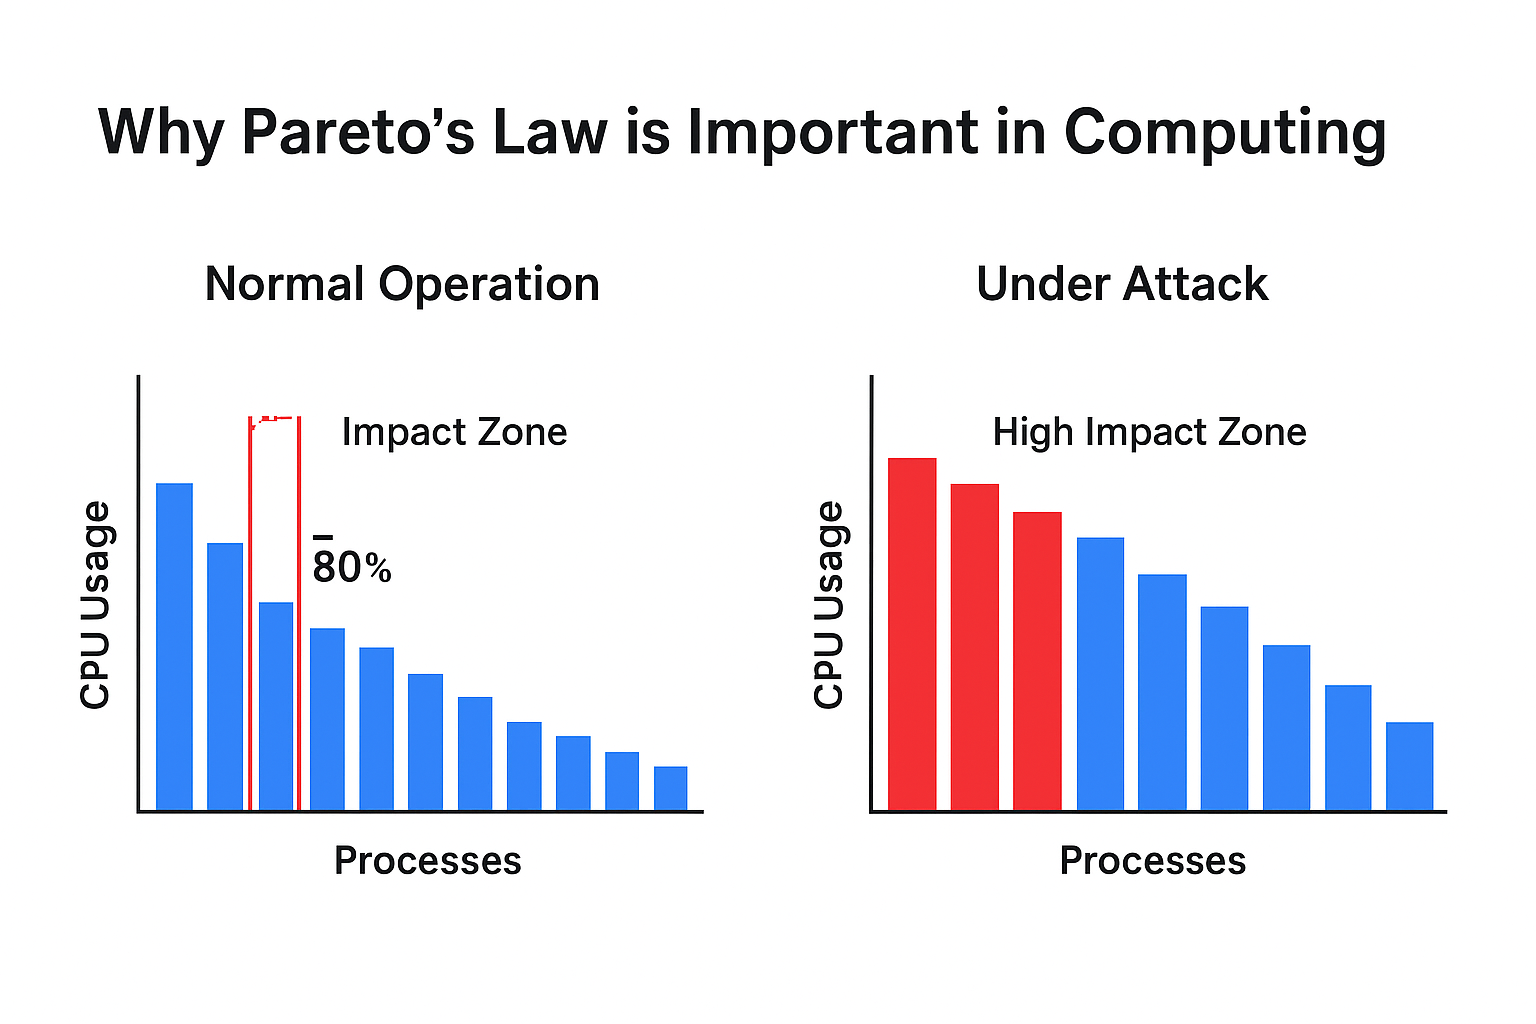 Why Pareto’s Law is Important in Computing
Normal Operation
Impact Zone
80%
CPU Usage
Processes
Under Attack
High Impact Zone
CPU Usage
Processes